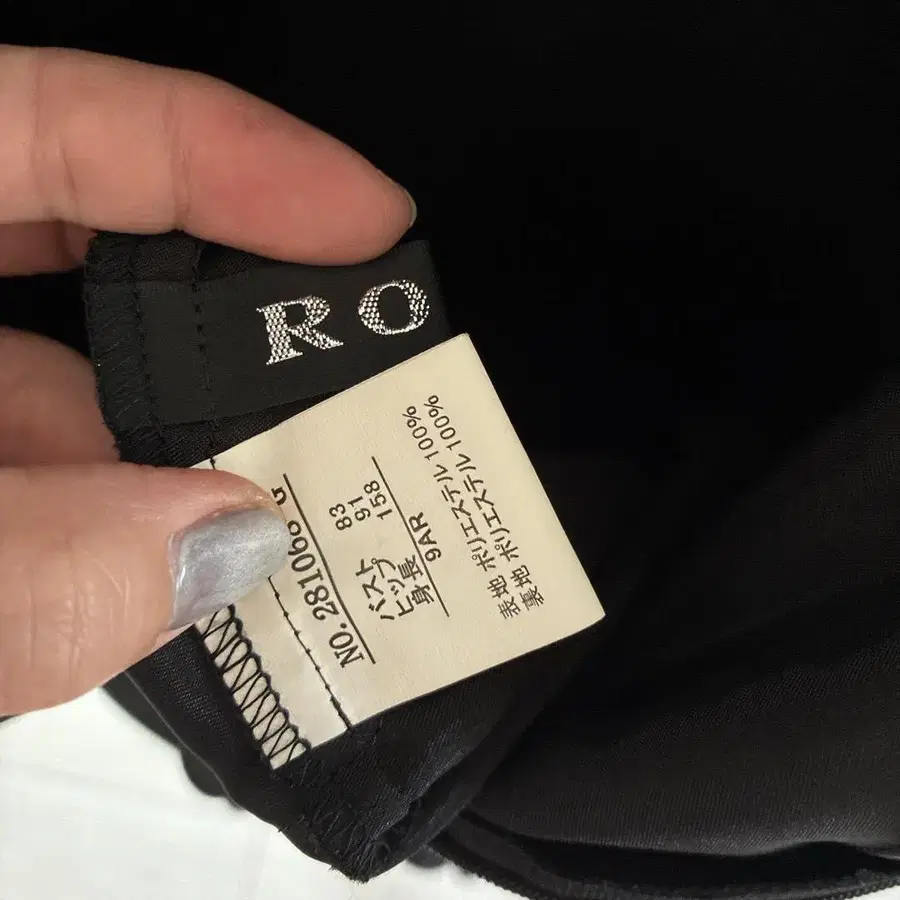 RO
NO.281068
バスト 83
ヒップ 91
身長 158
9AR
表地 ポリエステル 100%
裏地 ポリエステル 100%